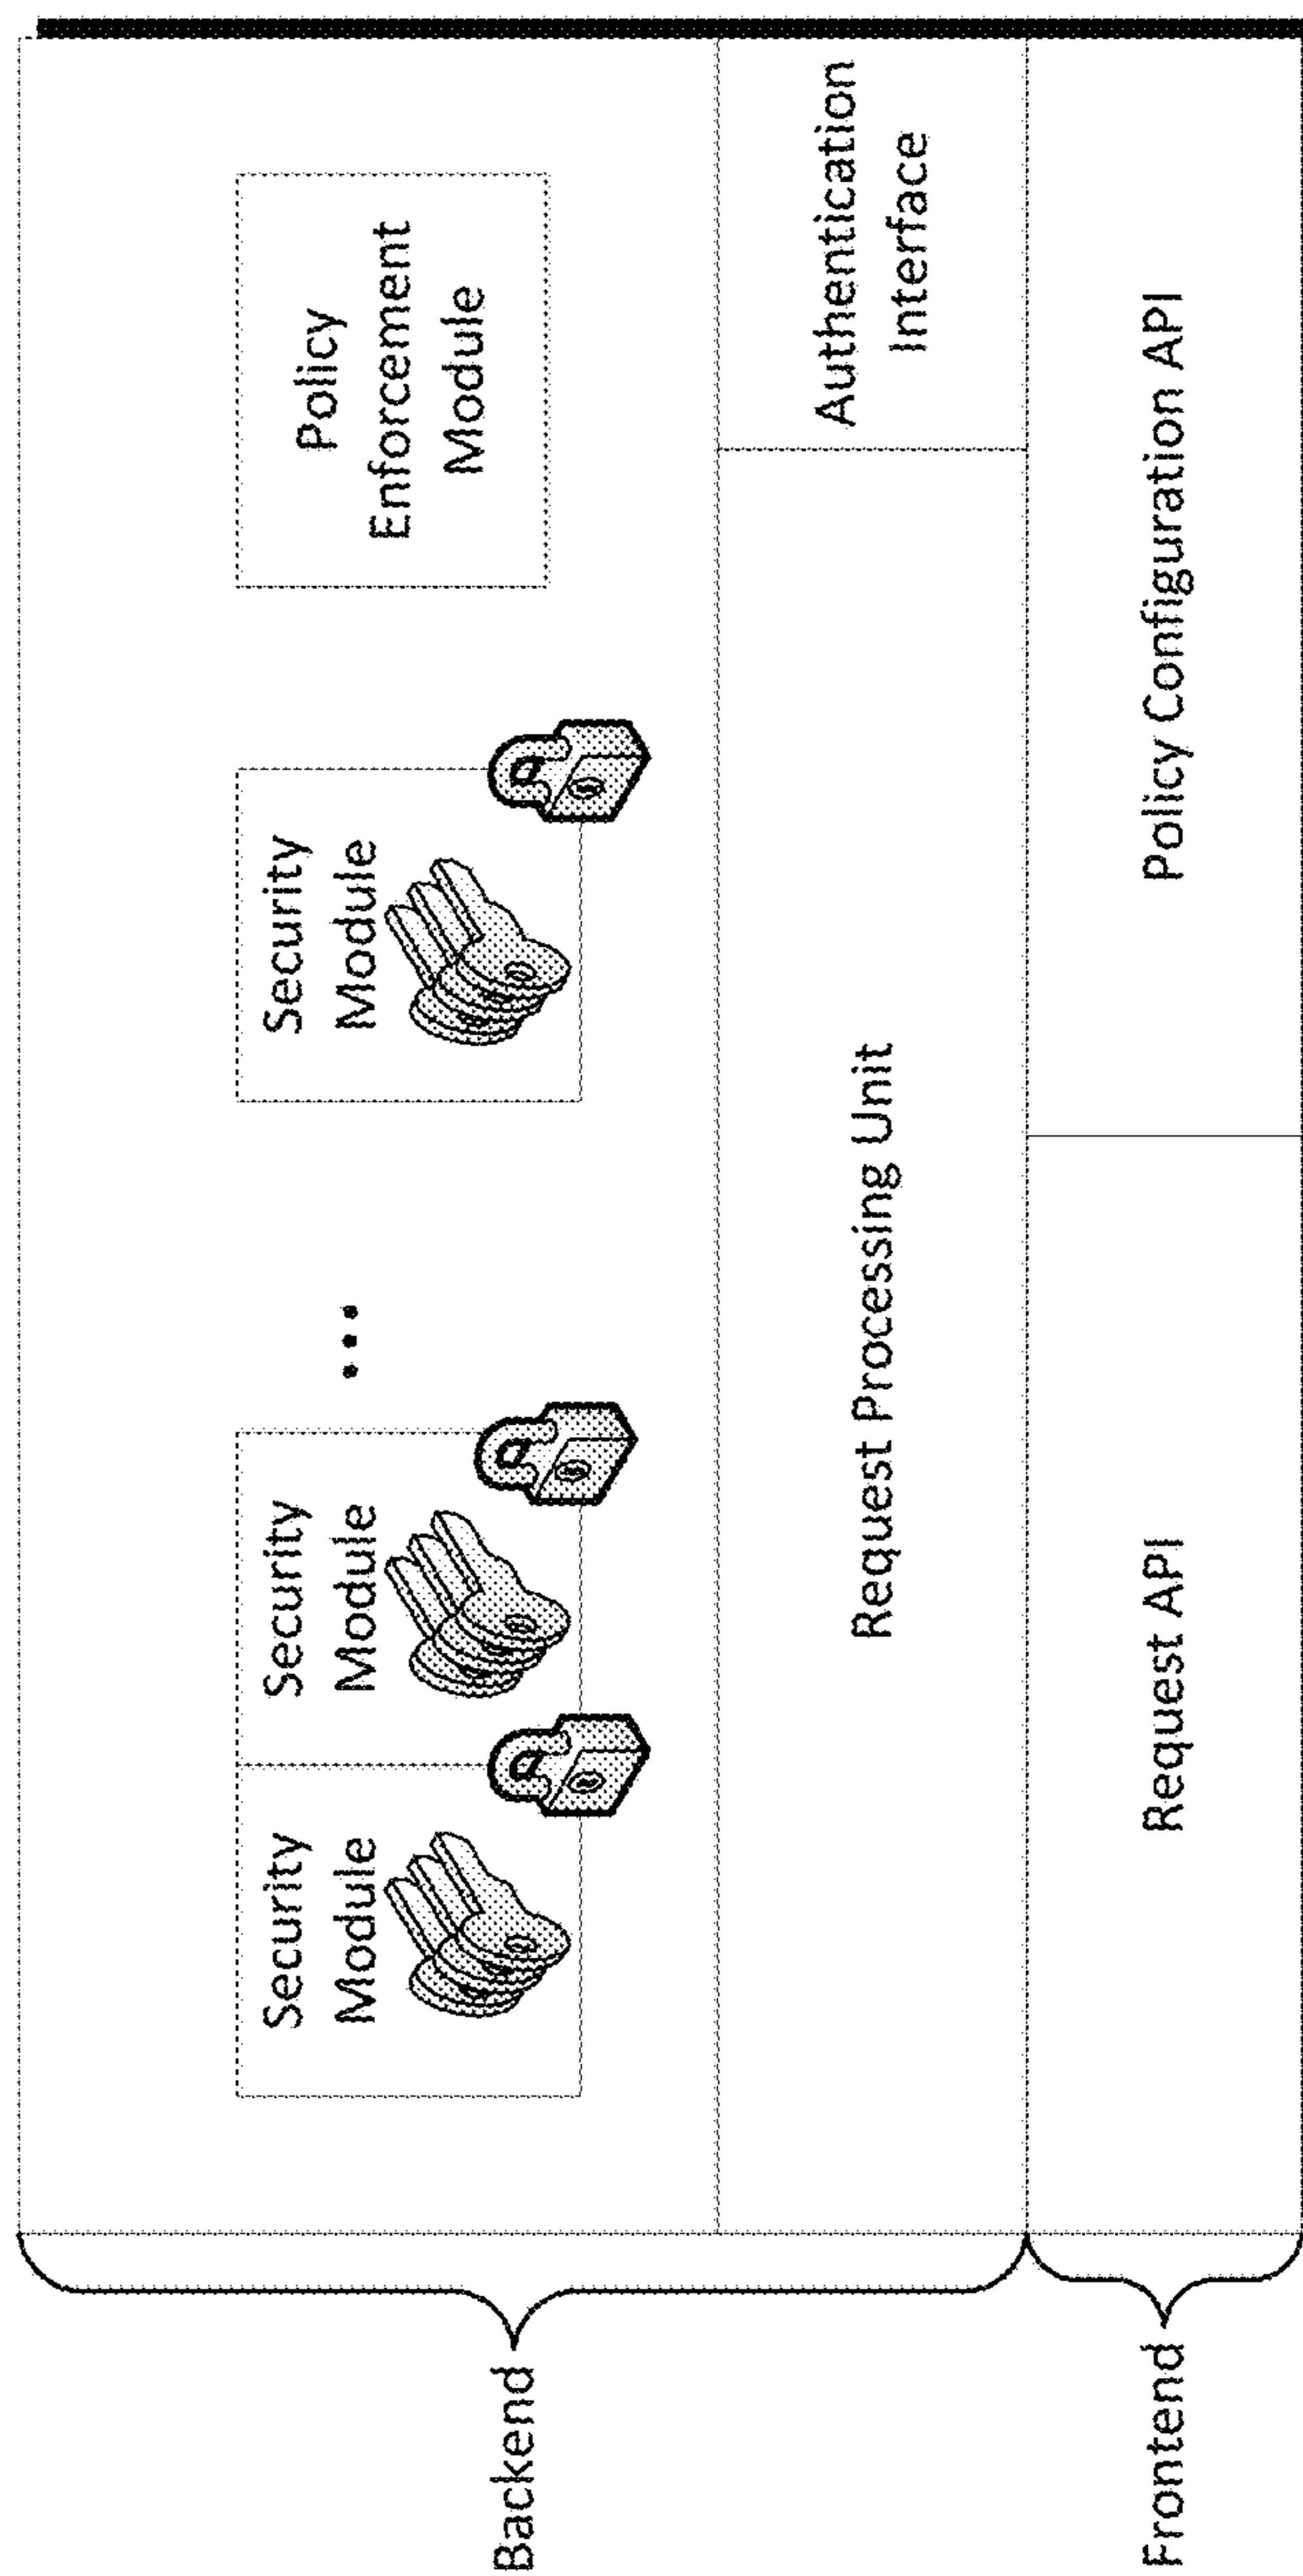 Security
Module
Security
Module
...
Security
Module
Policy
Enforcement
Module
Backend
Request Processing Unit
Authentication
Interface
Frontend
Request API
Policy Configuration API